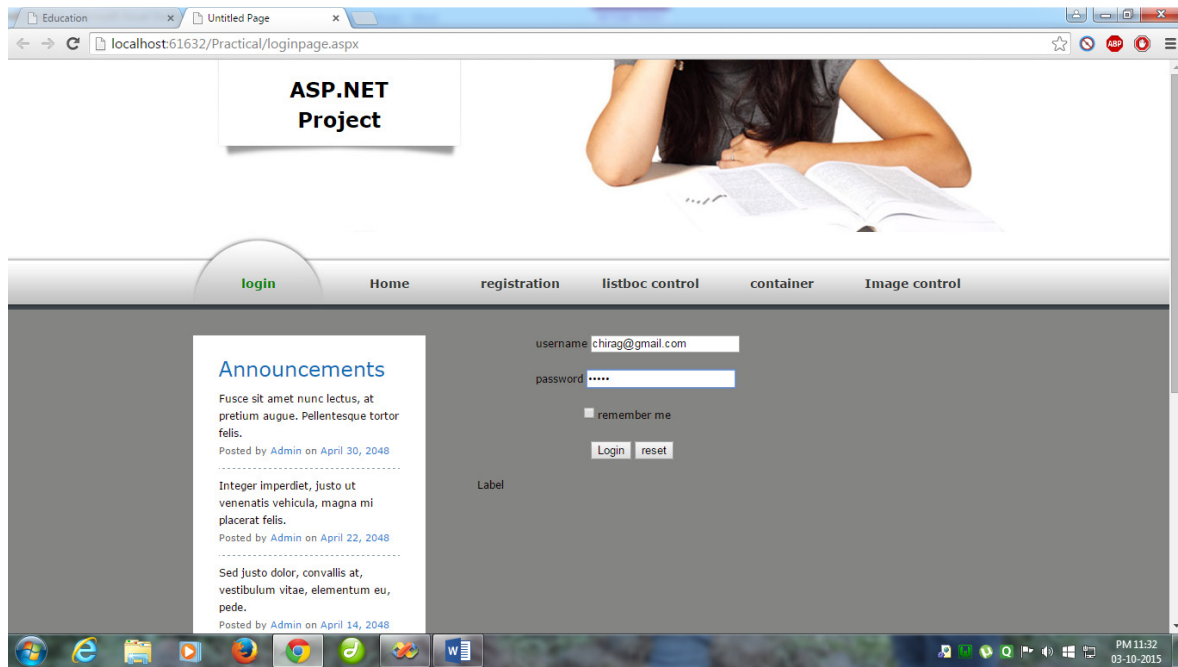 Education
Untitled Page
localhost:61632/Practical/loginpage.aspx
ABP
ASP.NET
Project
login
Home
registration
listboc control
container
Image control
Announcements
Fusce sit amet nunc lectus, at
pretium augue. Pellentesque tortor
felis.
Posted by Admin on April 30, 2048
Integer imperdiet, justo ut
venenatis vehicula, magna mi
placerat felis.
Posted by Admin on April 22, 2048
Sed justo dolor, convallis at,
vestibulum vitae, elementum eu,
pede.
Posted by Admin on April 14, 2048
username chirag@gmail.com
password •••••
remember me
Login reset
Label
PM 11:32
03-10-2015